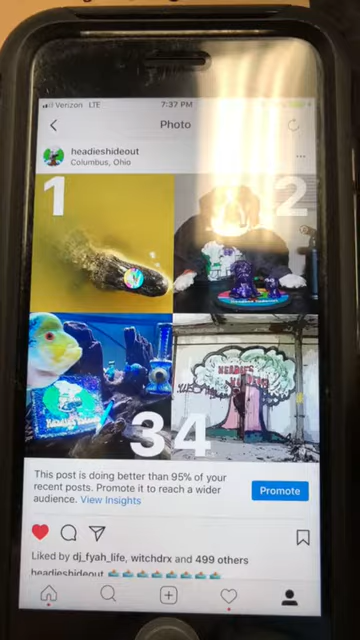 Verizon LTE 7:37 PM
Photo
headieshideout
Columbus, Ohio
1
2
3
4
HEADIES
This post is doing better than 95% of your
recent posts. Promote it to reach a wider
audience. View Insights
Promote
Liked by dj_fyah_life, witchdrx and 499 others
headieshideout